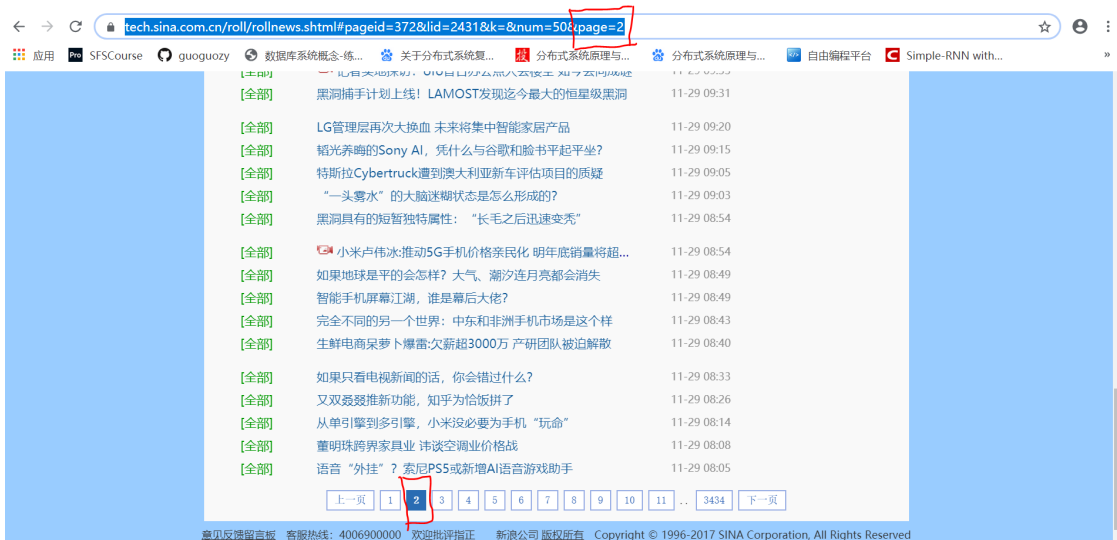 tech.sina.com.cn/roll/rollnews.shtml#pageid=372&lid=2431&k=&num=50&page=2
应用 Pro SFSCourse guoguozy 数据库系统概念-练... 关于分布式系统复... 投 分布式系统原理与... 分布式系统原理与... 自由编程平台 C Simple-RNN with... »
[全部] 11-29 09:33
[全部] 黑洞捕手计划上线！LAMOST发现迄今最大的恒星级黑洞 11-29 09:31
[全部] LG管理层再次大换血 未来将集中智能家居产品 11-29 09:20
[全部] 韬光养晦的Sony AI，凭什么与谷歌和脸书平起平坐？ 11-29 09:15
[全部] 特斯拉Cybertruck遭到澳大利亚新车评估项目的质疑 11-29 09:05
[全部] “一头雾水”的大脑迷糊状态是怎么形成的？ 11-29 09:03
[全部] 黑洞具有的短暂独特属性：“长毛之后迅速变秃” 11-29 08:54
[全部] 小米卢伟冰:推动5G手机价格亲民化 明年底销量将超... 11-29 08:54
[全部] 如果地球是平的会怎样？大气、潮汐连月亮都会消失 11-29 08:49
[全部] 智能手机屏幕江湖，谁是幕后大佬？ 11-29 08:49
[全部] 完全不同的另一个世界：中东和非洲手机市场是这个样 11-29 08:43
[全部] 生鲜电商呆萝卜爆雷:欠薪超3000万 产研团队被迫解散 11-29 08:40
[全部] 如果只看电视新闻的话，你会错过什么？ 11-29 08:33
[全部] 又双叒叕推新功能，知乎为恰饭拼了 11-29 08:26
[全部] 从单引擎到多引擎，小米没必要为手机“玩命” 11-29 08:14
[全部] 董明珠跨界家具业 讳谈空调业价格战 11-29 08:08
[全部] 语音“外挂”？索尼PS5或新增AI语音游戏助手 11-29 08:05
上一页 1 2 3 4 5 6 7 8 9 10 11 .. 3434 下一页
意见反馈留言板 客服热线：4006900000 欢迎批评指正 新浪公司 版权所有 Copyright © 1996-2017 SINA Corporation, All Rights Reserved